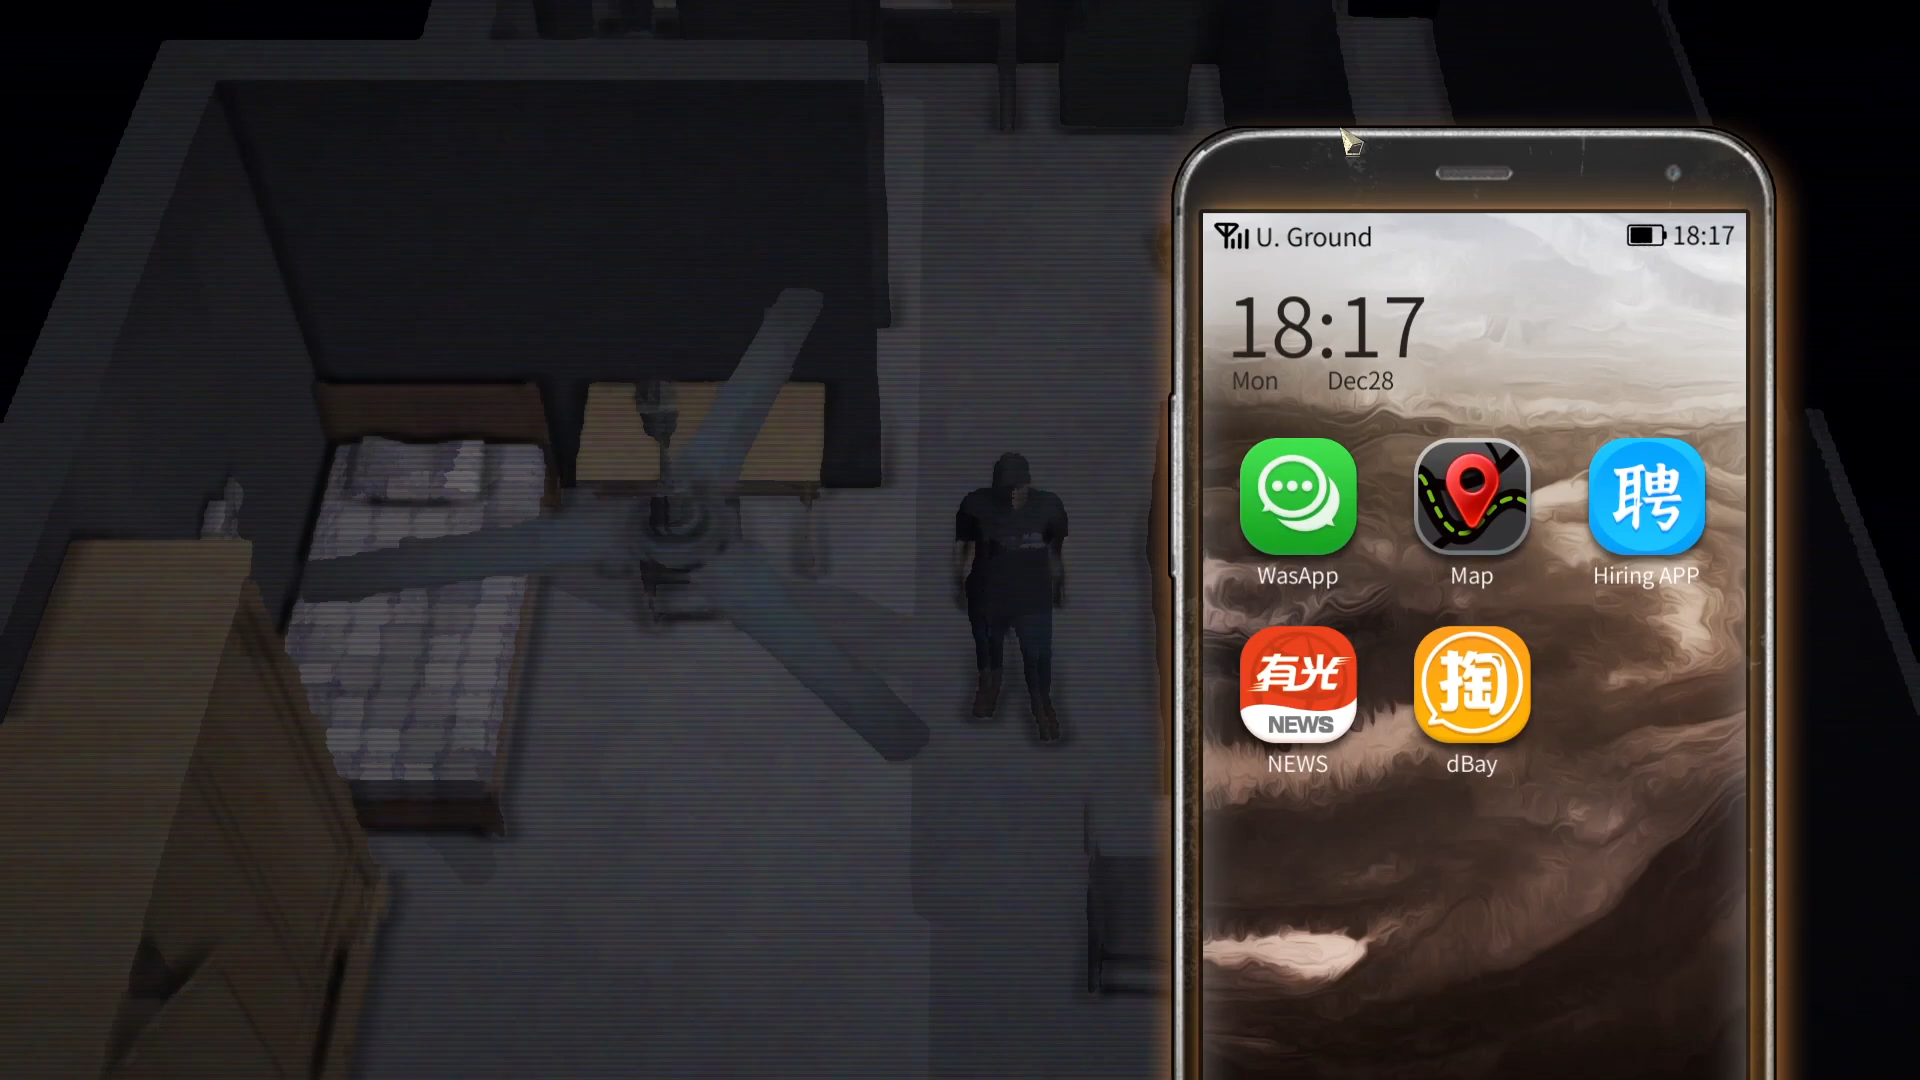 U. Ground
18:17
18:17
Mon Dec28
聘
WasApp
Map
Hiring APP
有光
NEWS
掏
NEWS
dBay